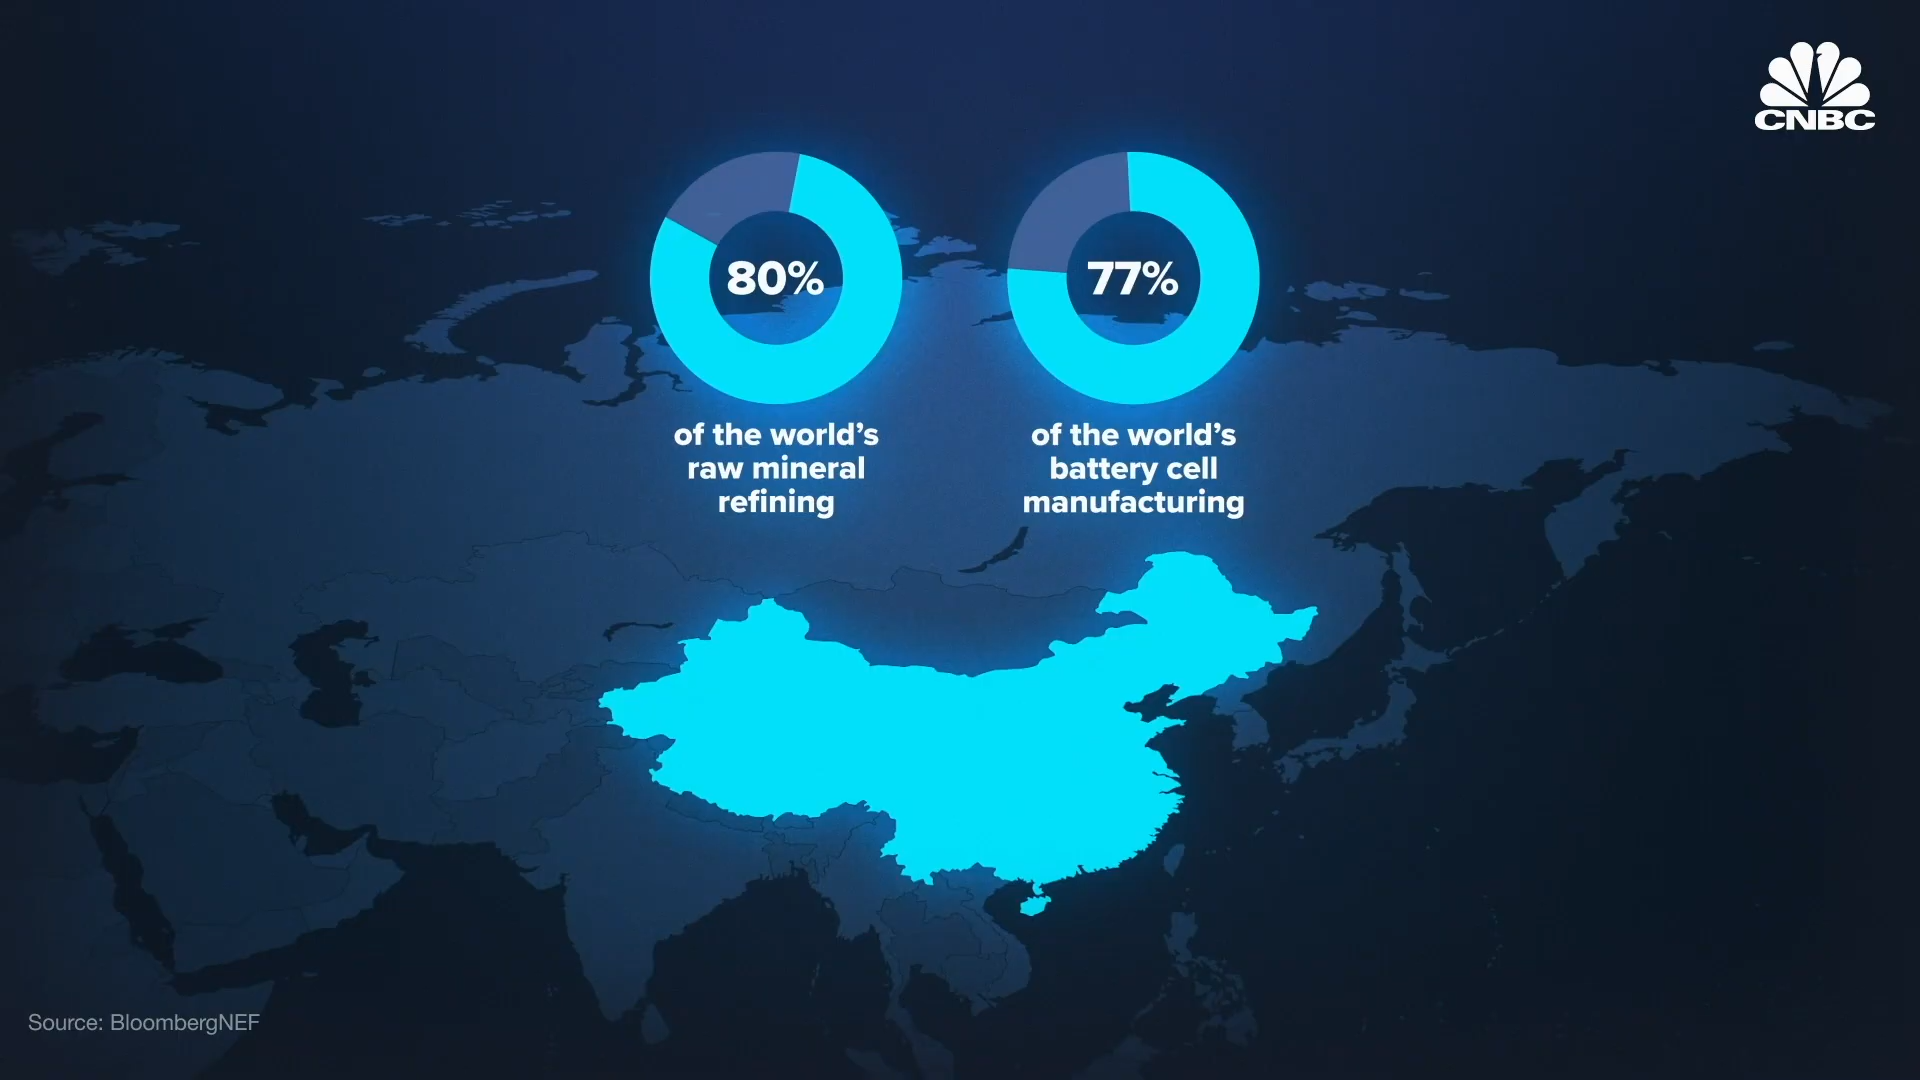 CNBC
80%
of the world's
raw mineral
refining
77%
of the world's
battery cell
manufacturing
Source: BloombergNEF